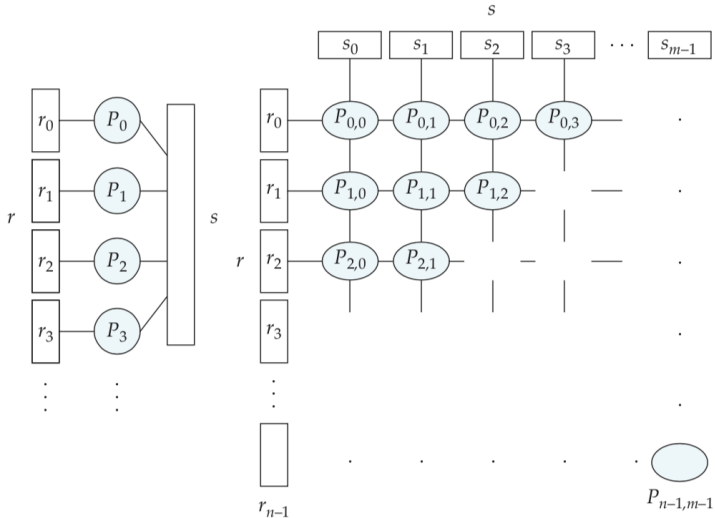 s
s₀ s₁ s₂ s₃ ··· sₘ₋₁
r₀ P₀ r₀ P₀,₀ P₀,₁ P₀,₂ P₀,₃
r₁ P₁ r₁ P₁,₀ P₁,₁ P₁,₂
r s
r₂ P₂ r r₂ P₂,₀ P₂,₁
r₃ P₃ r₃
rₙ₋₁ Pₙ₋₁,ₘ₋₁